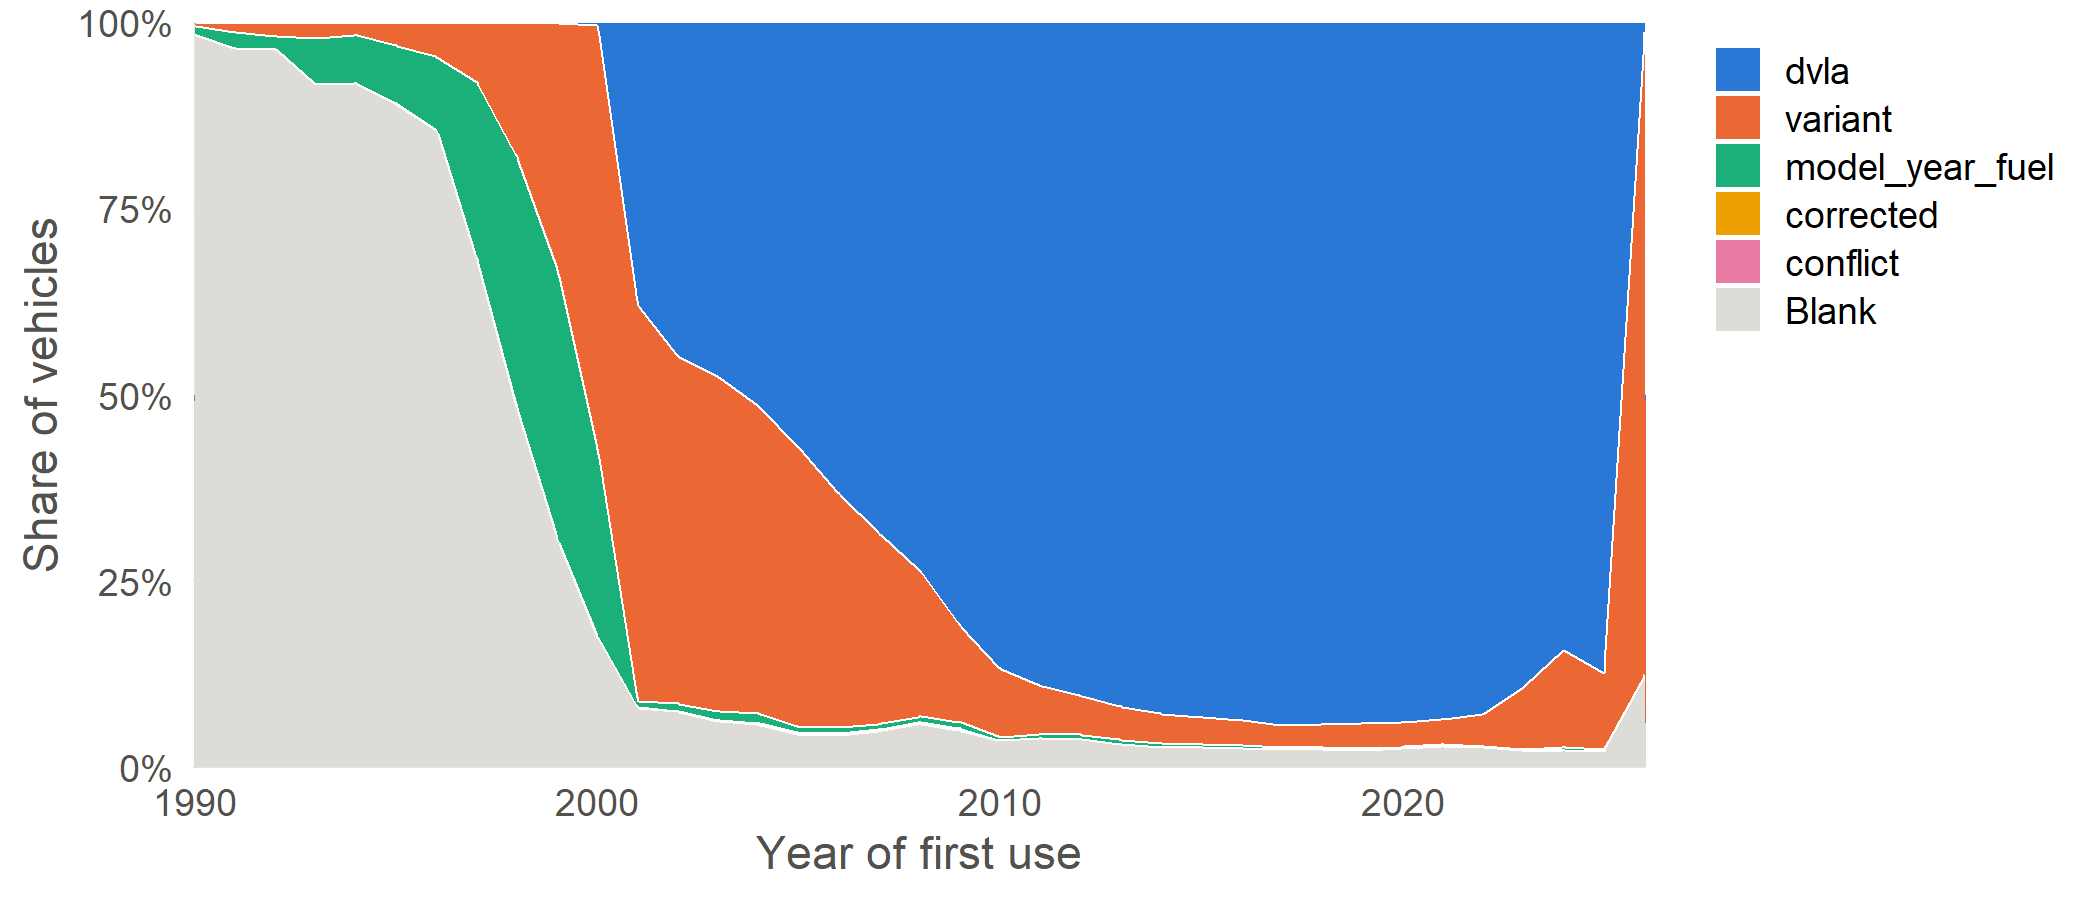 100%
75%
50%
25%
0%
Share of vehicles
1990
2000
2010
2020
Year of first use
dvla
variant
model_year_fuel
corrected
conflict
Blank